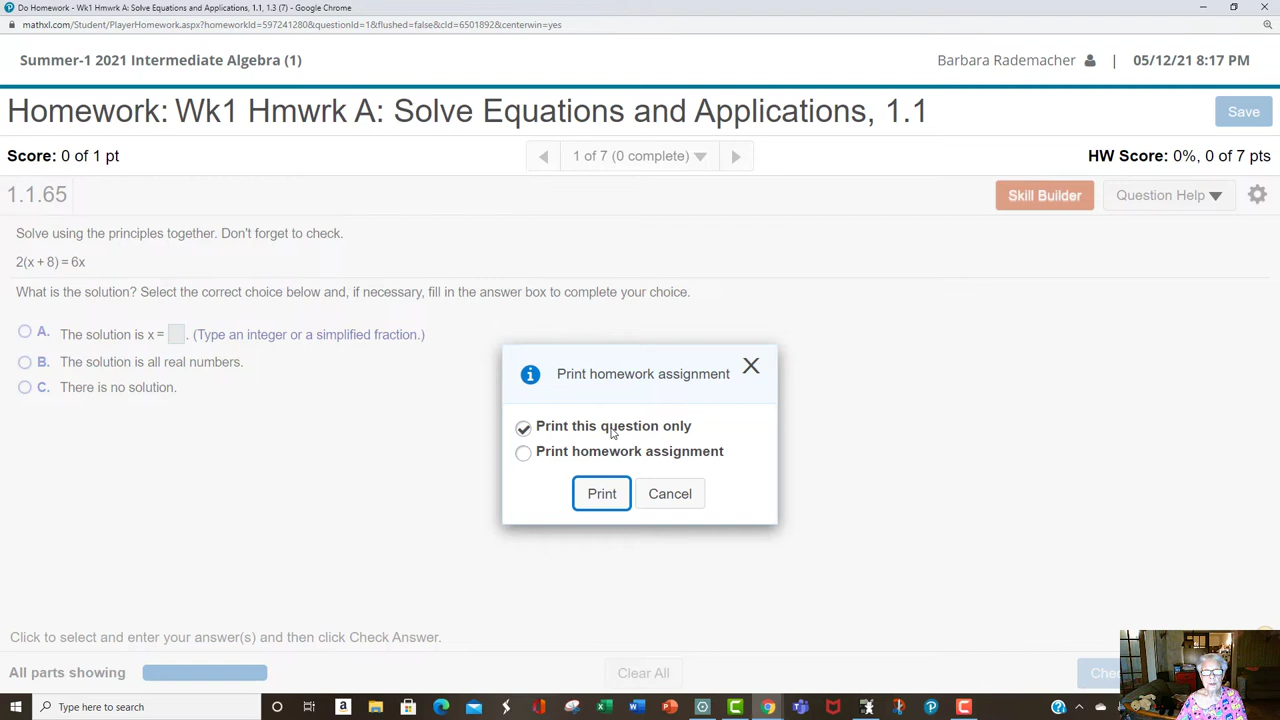 Do Homework - Wk1 Hmwrk A: Solve Equations and Applications, 1.1, 1.3 (7) - Google Chrome
mathxl.com/Student/PlayerHomework.aspx?homeworkId=597241280&questionId=1&flushed=false&cId=6501892&centerwin=yes
Summer-1 2021 Intermediate Algebra (1)
Barbara Rademacher | 05/12/21 8:17 PM
Homework: Wk1 Hmwrk A: Solve Equations and Applications, 1.1
Save
Score: 0 of 1 pt
1 of 7 (0 complete)
HW Score: 0%, 0 of 7 pts
1.1.65
Skill Builder
Question Help
Solve using the principles together. Don't forget to check.
2(x + 8) = 6x
What is the solution? Select the correct choice below and, if necessary, fill in the answer box to complete your choice.
A. The solution is x = . (Type an integer or a simplified fraction.)
B. The solution is all real numbers.
C. There is no solution.
Print homework assignment
Print this question only
Print homework assignment
Print
Cancel
Click to select and enter your answer(s) and then click Check Answer.
All parts showing
Clear All
Type here to search